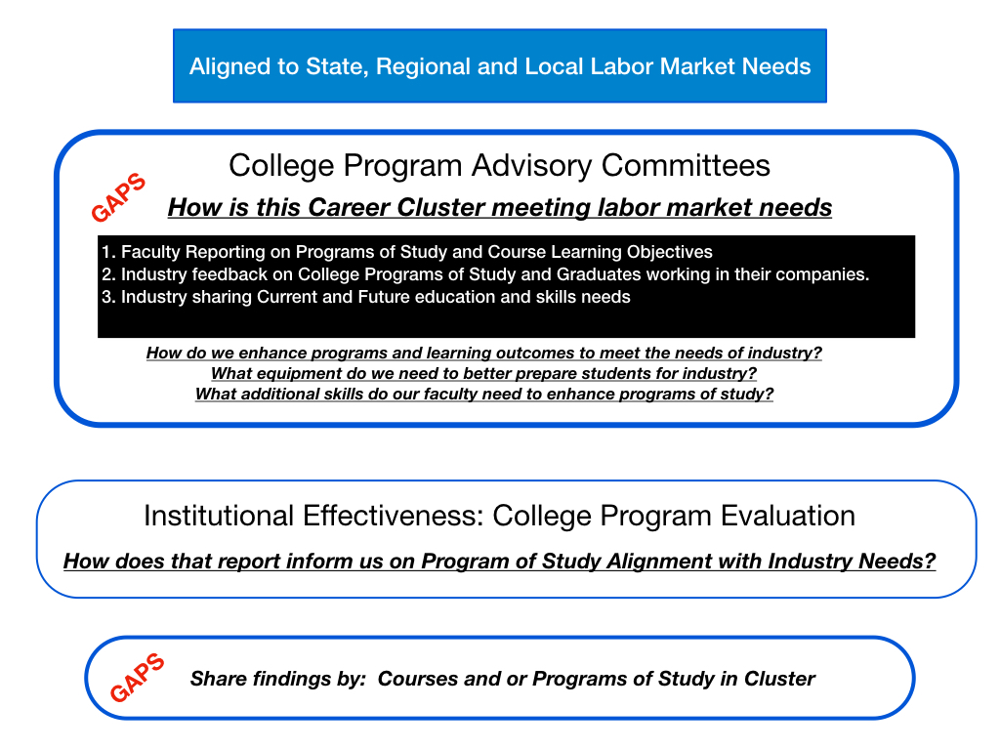 Aligned to State, Regional and Local Labor Market Needs
College Program Advisory Committees
GAPS
How is this Career Cluster meeting labor market needs
1. Faculty Reporting on Programs of Study and Course Learning Objectives
2. Industry feedback on College Programs of Study and Graduates working in their companies.
3. Industry sharing Current and Future education and skills needs
How do we enhance programs and learning outcomes to meet the needs of industry?
What equipment do we need to better prepare students for industry?
What additional skills do our faculty need to enhance programs of study?
Institutional Effectiveness: College Program Evaluation
How does that report inform us on Program of Study Alignment with Industry Needs?
GAPS
Share findings by:  Courses and or Programs of Study in Cluster